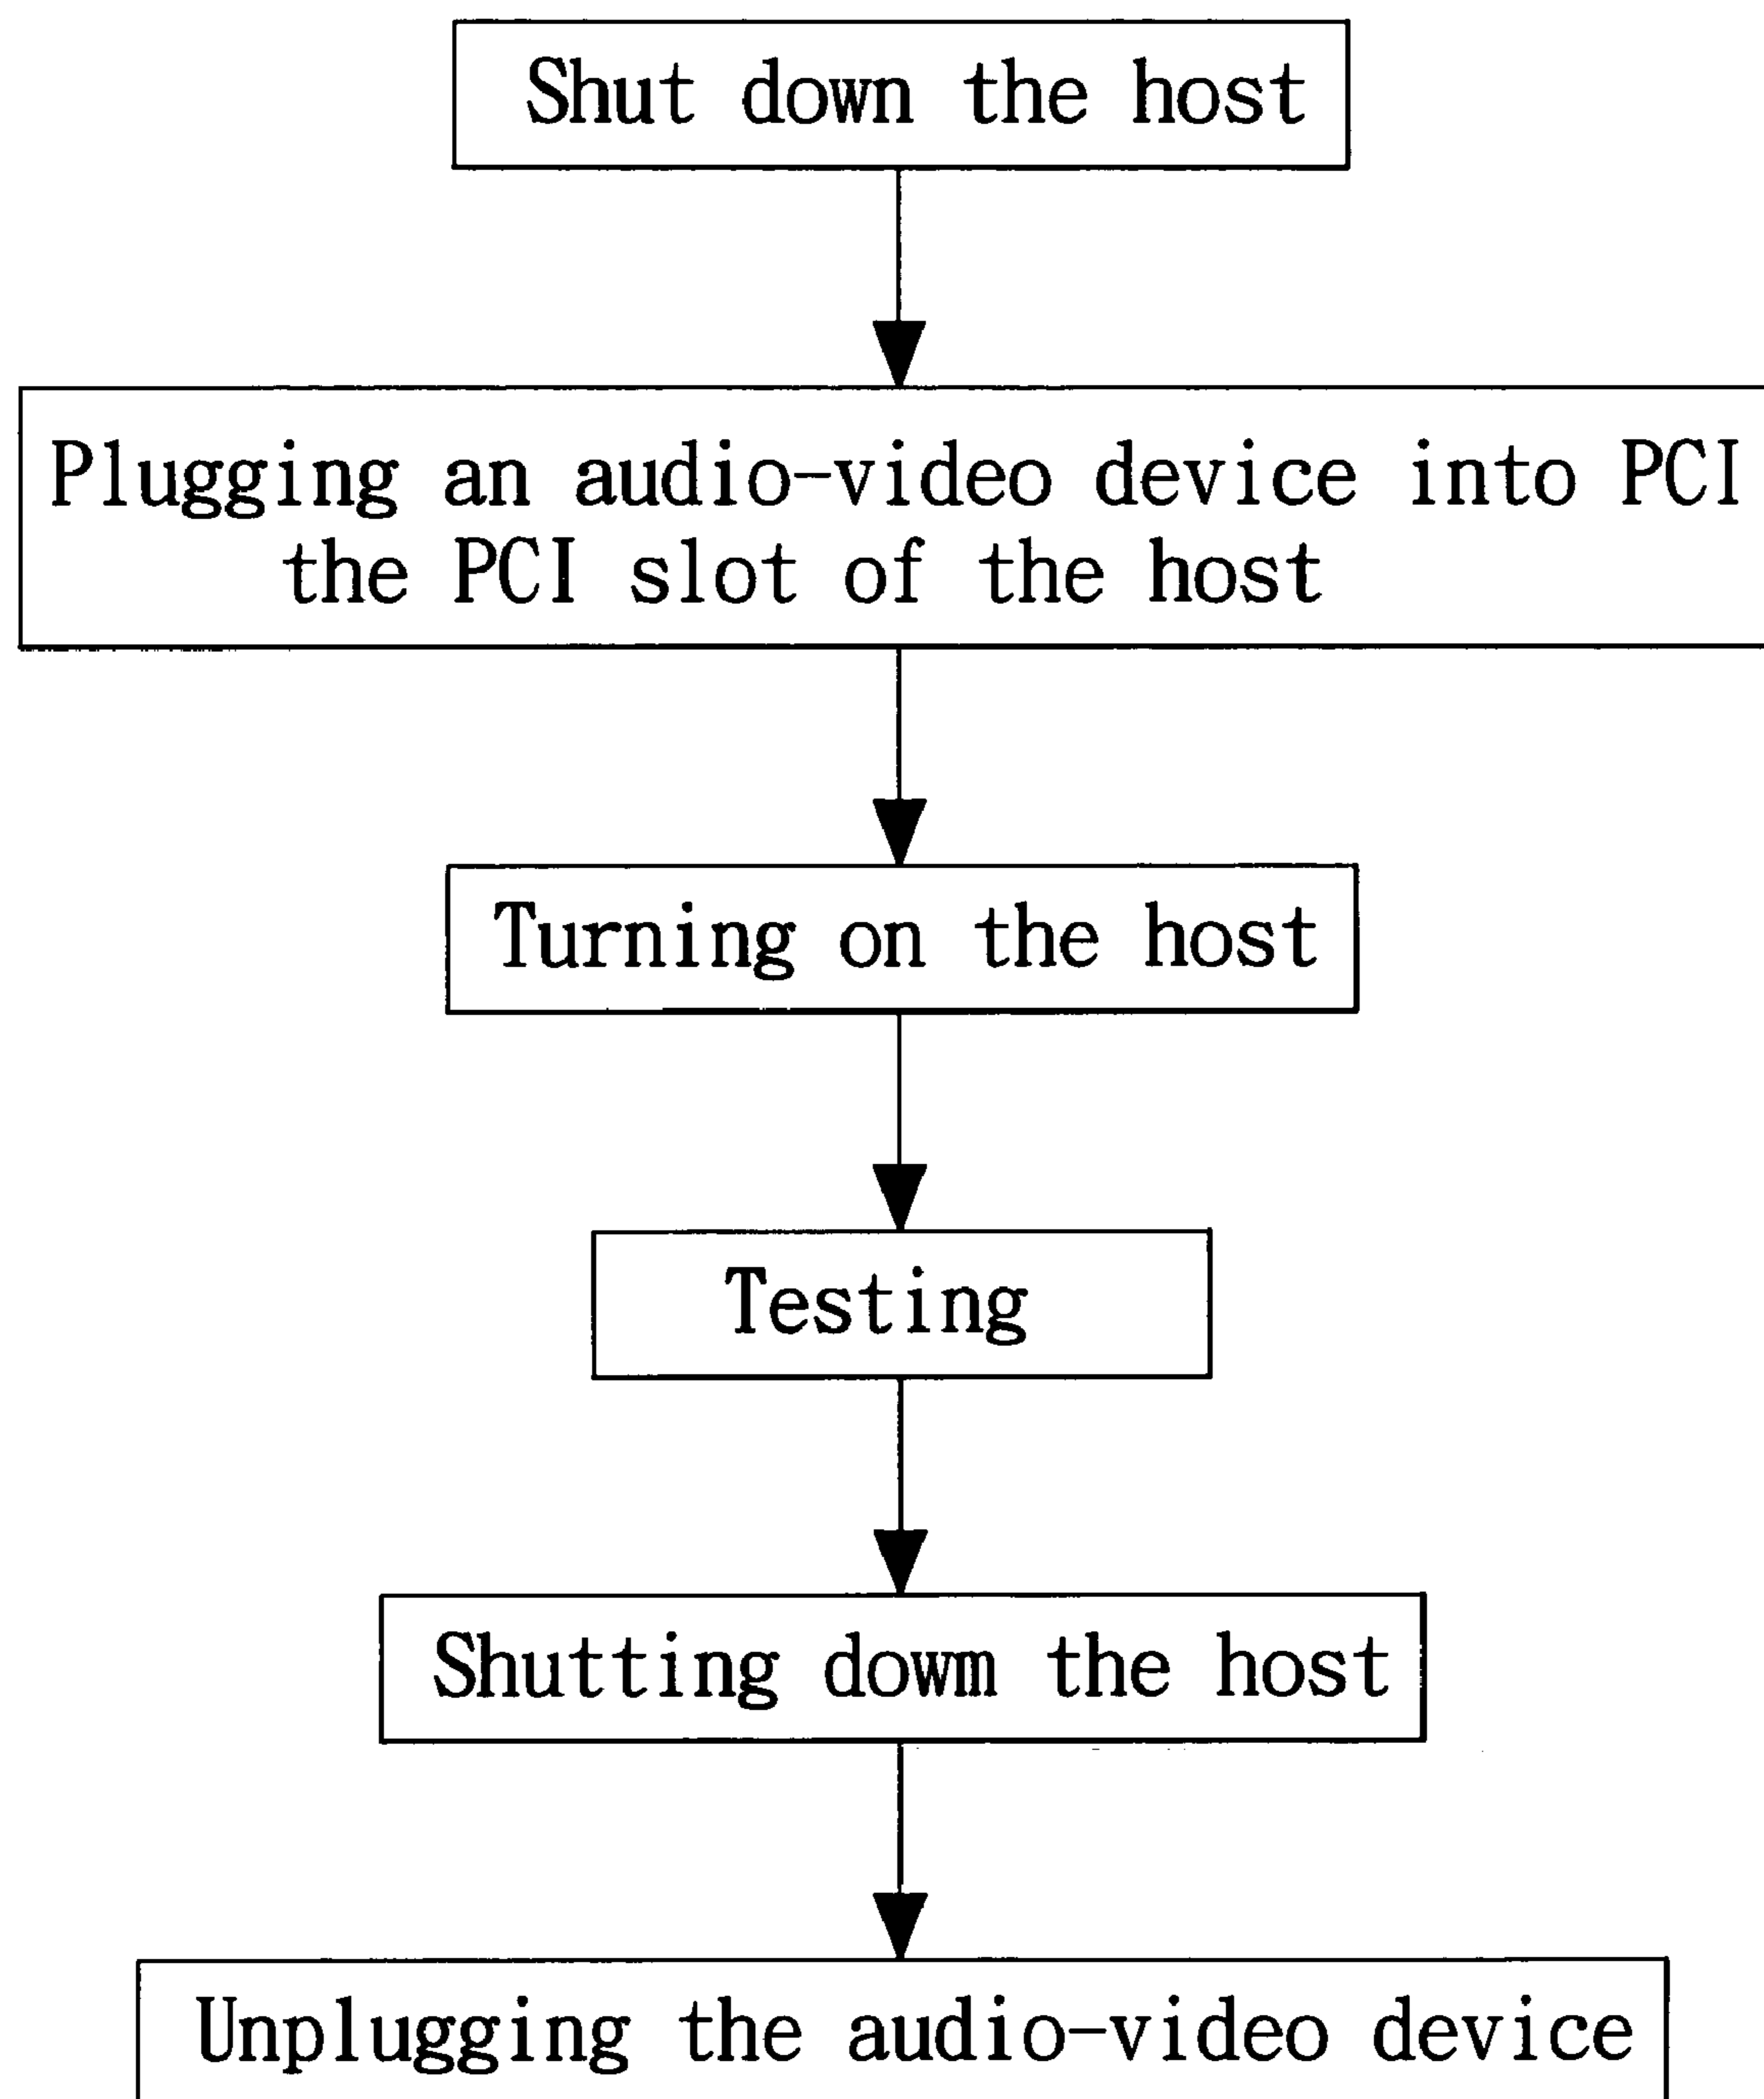 Shut down the host
Plugging an audio-video device into PCI
the PCI slot of the host
Turning on the host
Testing
Shutting dowm the host
Unplugging the audio-video device